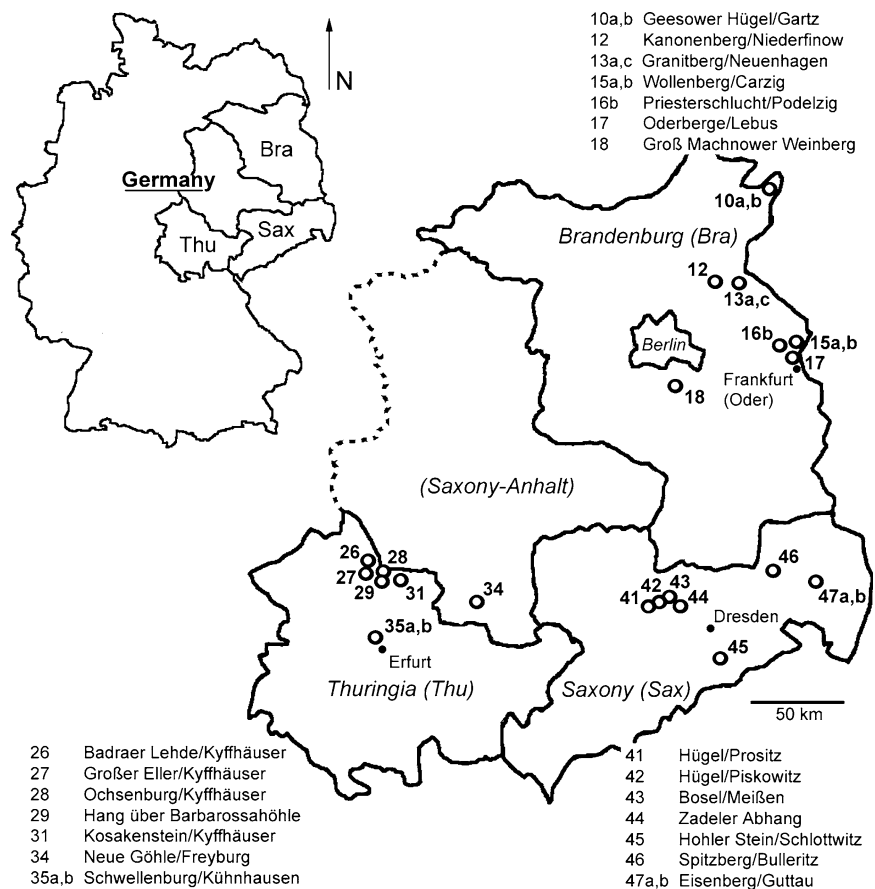 10a,b Geesower Hügel/Gartz
12 Kanonenberg/Niederfinow
13a,c Granitberg/Neuenhagen
15a,b Wollenberg/Carzig
16b Priesterschlucht/Podelzig
17 Oderberge/Lebus
18 Groß Machnower Weinberg
N
Bra
Germany
Thu
Sax
10a,b
Brandenburg (Bra)
12
13a,c
Berlin
16b
15a,b
17
Frankfurt
(Oder)
18
(Saxony-Anhalt)
26
28
27
29
31
34
35a,b
Erfurt
Thuringia (Thu)
42
43
41
44
46
47a,b
Dresden
45
Saxony (Sax)
50 km
26 Badraer Lehde/Kyffhäuser
27 Großer Eller/Kyffhäuser
28 Ochsenburg/Kyffhäuser
29 Hang über Barbarossahöhle
31 Kosakenstein/Kyffhäuser
34 Neue Göhle/Freyburg
35a,b Schwellenburg/Kühnhausen
41 Hügel/Prositz
42 Hügel/Piskowitz
43 Bosel/Meißen
44 Zadeler Abhang
45 Hohler Stein/Schlottwitz
46 Spitzberg/Bulleritz
47a,b Eisenberg/Guttau